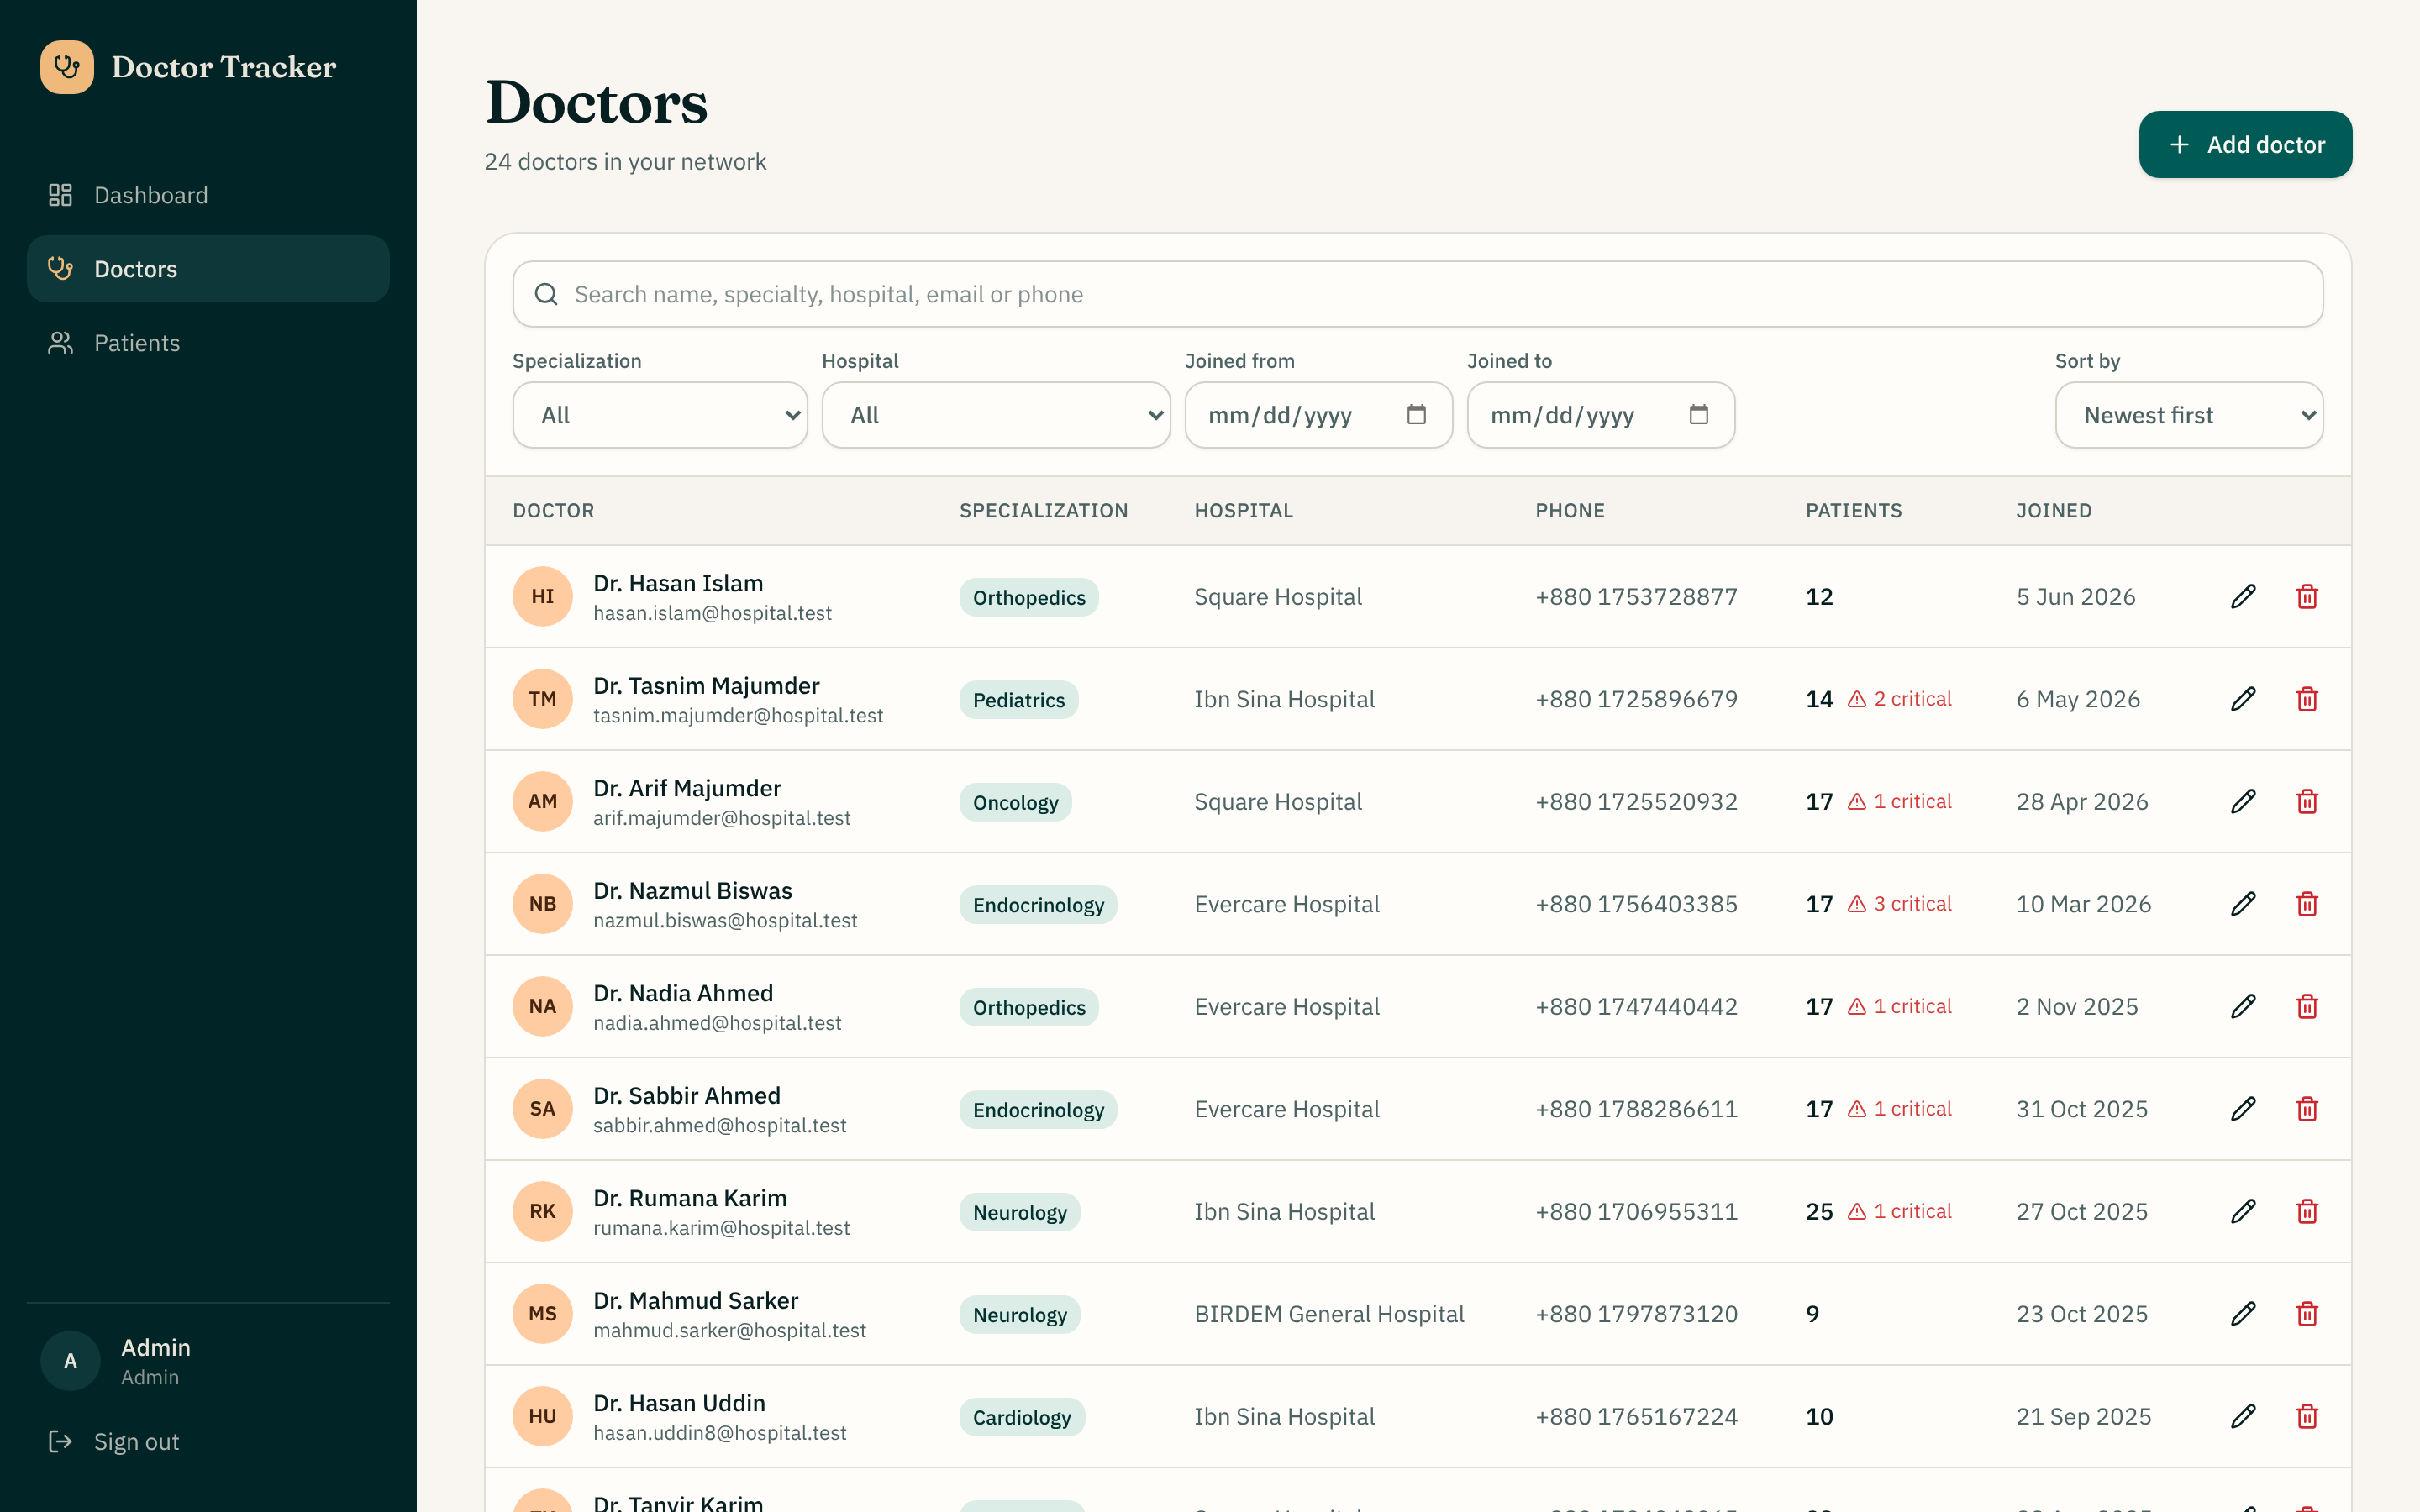 Doctor Tracker
Dashboard
Doctors
Patients
A
Admin
Admin
Sign out
Doctors
24 doctors in your network
Add doctor
Search name, specialty, hospital, email or phone
Specialization Hospital Joined from Joined to Sort by
All All mm/dd/yyyy mm/dd/yyyy Newest first
DOCTOR SPECIALIZATION HOSPITAL PHONE PATIENTS JOINED
HI Dr. Hasan Islam Orthopedics Square Hospital +880 1753728877 12 5 Jun 2026
hasan.islam@hospital.test
TM Dr. Tasnim Majumder Pediatrics Ibn Sina Hospital +880 1725896679 14 2 critical 6 May 2026
tasnim.majumder@hospital.test
AM Dr. Arif Majumder Oncology Square Hospital +880 1725520932 17 1 critical 28 Apr 2026
arif.majumder@hospital.test
NB Dr. Nazmul Biswas Endocrinology Evercare Hospital +880 1756403385 17 3 critical 10 Mar 2026
nazmul.biswas@hospital.test
NA Dr. Nadia Ahmed Orthopedics Evercare Hospital +880 1747440442 17 1 critical 2 Nov 2025
nadia.ahmed@hospital.test
SA Dr. Sabbir Ahmed Endocrinology Evercare Hospital +880 1788286611 17 1 critical 31 Oct 2025
sabbir.ahmed@hospital.test
RK Dr. Rumana Karim Neurology Ibn Sina Hospital +880 1706955311 25 1 critical 27 Oct 2025
rumana.karim@hospital.test
MS Dr. Mahmud Sarker Neurology BIRDEM General Hospital +880 1797873120 9 23 Oct 2025
mahmud.sarker@hospital.test
HU Dr. Hasan Uddin Cardiology Ibn Sina Hospital +880 1765167224 10 21 Sep 2025
hasan.uddin8@hospital.test
Dr. Tanvir Karim